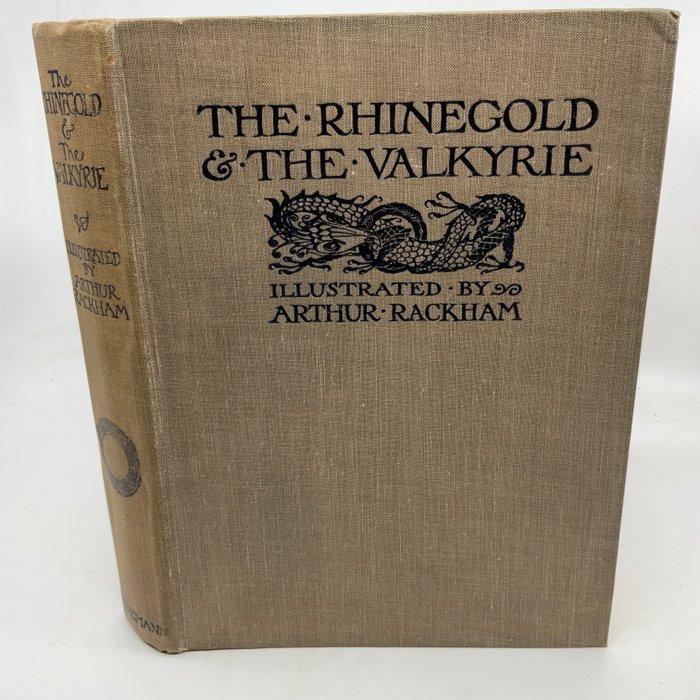 The
RHINEGOLD
&
The
VALKYRIE
ILLUSTRATED
BY
ARTHUR
RACKHAM
THE·RHINEGOLD
&·THE·VALKYRIE
ILLUSTRATED·BY
ARTHUR·RACKHAM